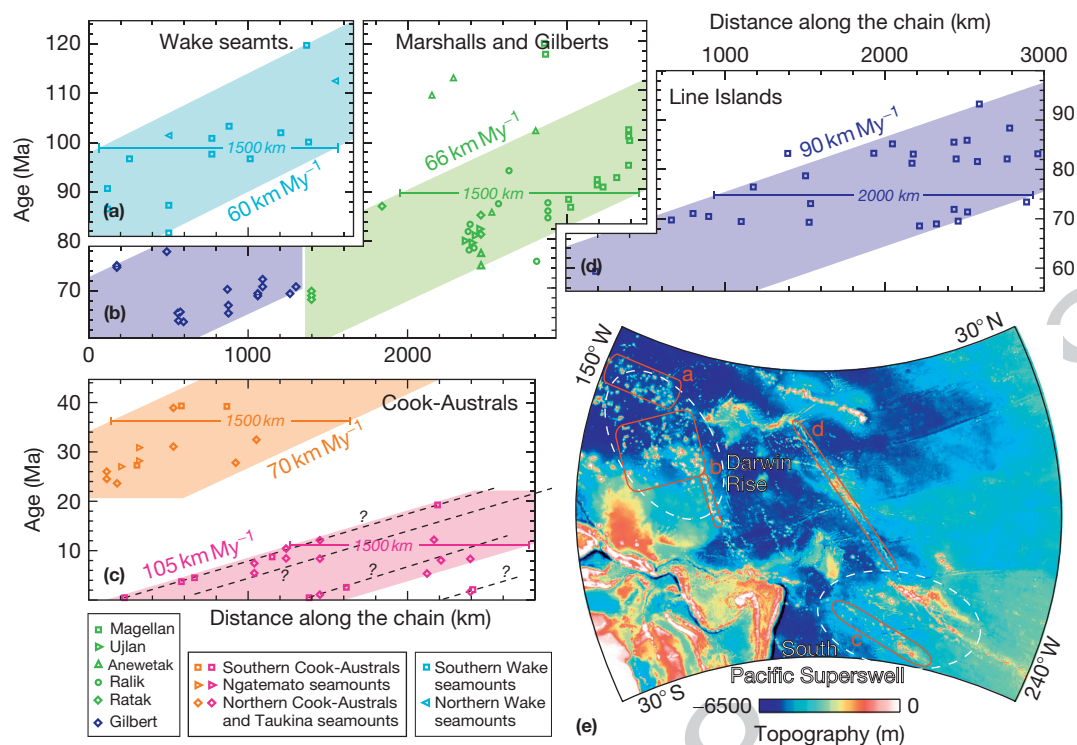 Distance along the chain (km)
1000
2000
3000
120
110
100
90
80
70
Age (Ma)
Wake seamts.
1500 km
60 km My⁻¹
(a)
Marshalls and Gilberts
66 km My⁻¹
1500 km
(b)
0
1000
2000
Line Islands
90 km My⁻¹
2000 km
(d)
90
80
70
60
40
30
20
10
Age (Ma)
Cook-Australs
1500 km
70 km My⁻¹
105 km My⁻¹
?
1500 km
?
?
?
?
(c)
Distance along the chain (km)
Magellan
Ujlan
Anewetak
Ralik
Ratak
Gilbert
Southern Cook-Australs
Ngatemato seamounts
Northern Cook-Australs
and Taukina seamounts
Southern Wake
seamounts
Northern Wake
seamounts
150° W
30° N
a
b
d
Darwin
Rise
c
South
Pacific Superswell
30° S
240° W
(e)
−6500
0
Topography (m)